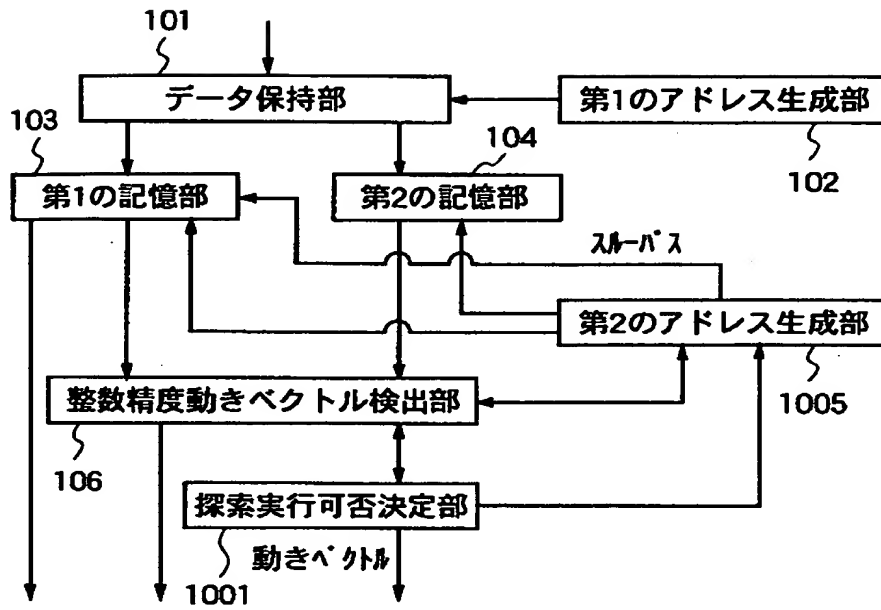 101
データ保持部
第1のアドレス生成部
102
103
第1の記憶部
104
第2の記憶部
スルーパス
第2のアドレス生成部
1005
整数精度動きベクトル検出部
106
探索実行可否決定部
1001
動きベクトル